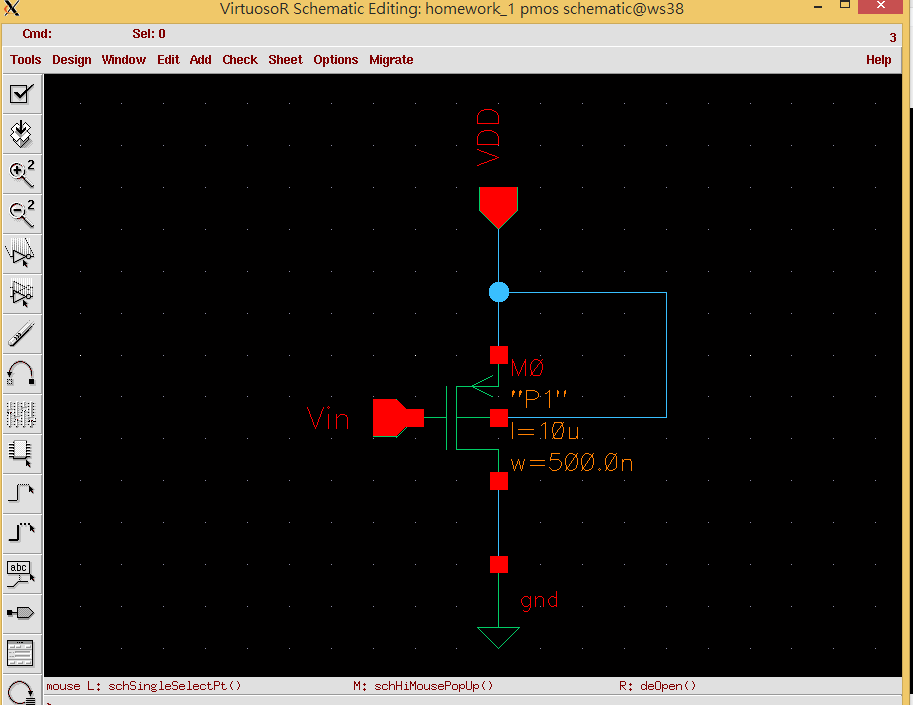 VirtuosoR Schematic Editing: homework_1 pmos schematic@ws38
Cmd: Sel: 0
3
Tools Design Window Edit Add Check Sheet Options Migrate Help
2
2
abc
VDD
M0
"P1"
Vin
l=10u
w=500.0n
gnd
mouse L: schSingleSelectPt() M: schHiMousePopUp() R: deOpen()
>